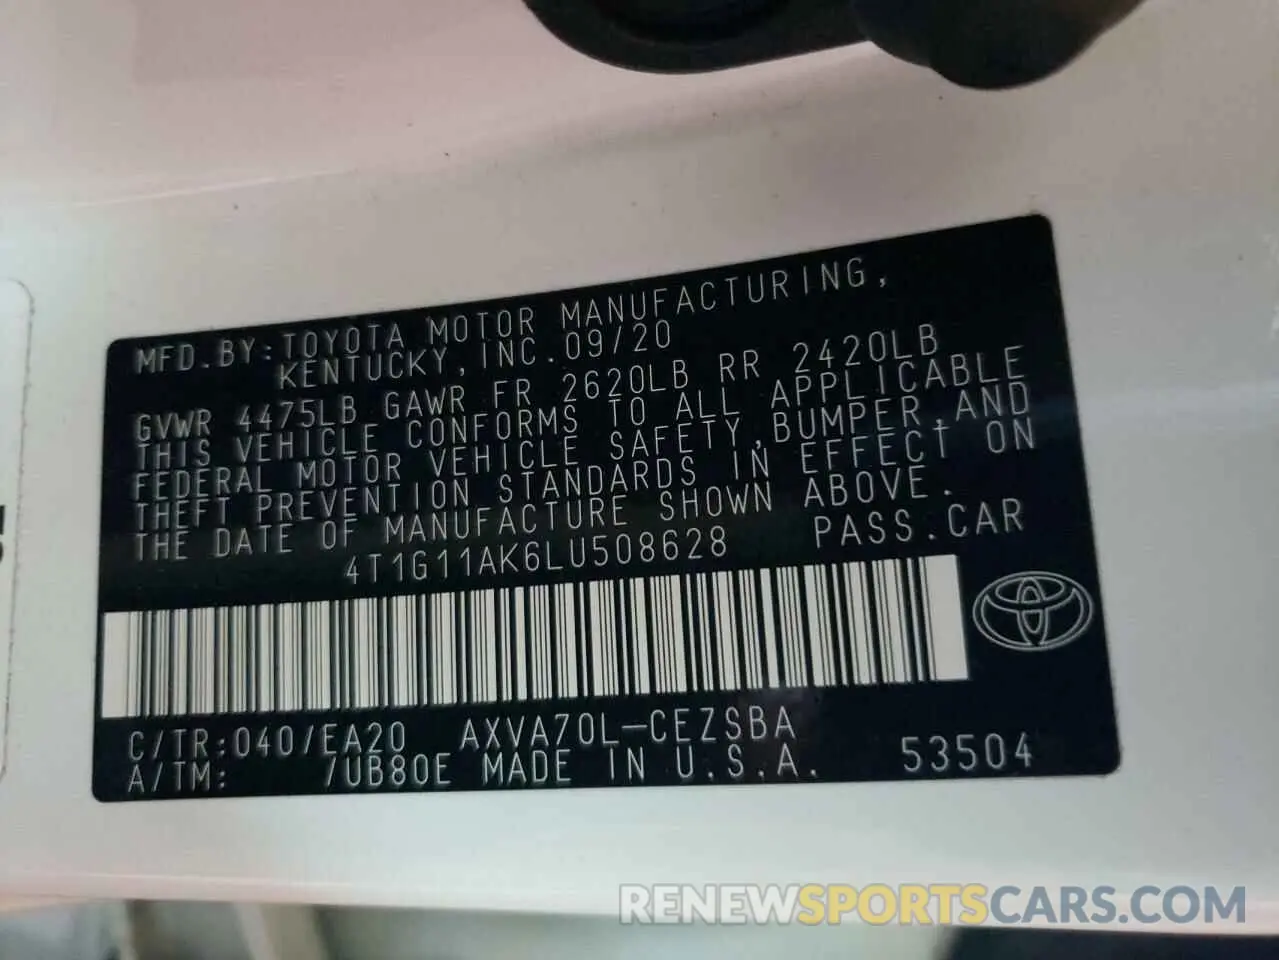 MFD.BY:TOYOTA MOTOR MANUFACTURING,
KENTUCKY,INC.09/20
GVWR 4475LB GAWR FR 2620LB RR 2420LB
THIS VEHICLE CONFORMS TO ALL APPLICABLE
FEDERAL MOTOR VEHICLE SAFETY,BUMPER,AND
THEFT PREVENTION STANDARDS IN EFFECT ON
THE DATE OF MANUFACTURE SHOWN ABOVE.
4T1G11AK6LU508628 PASS.CAR
C/TR:040/EA20 AXVA70L-CEZSBA
A/TM: /UB80E MADE IN U.S.A. 53504
RENEWSPORTSCARS.COM